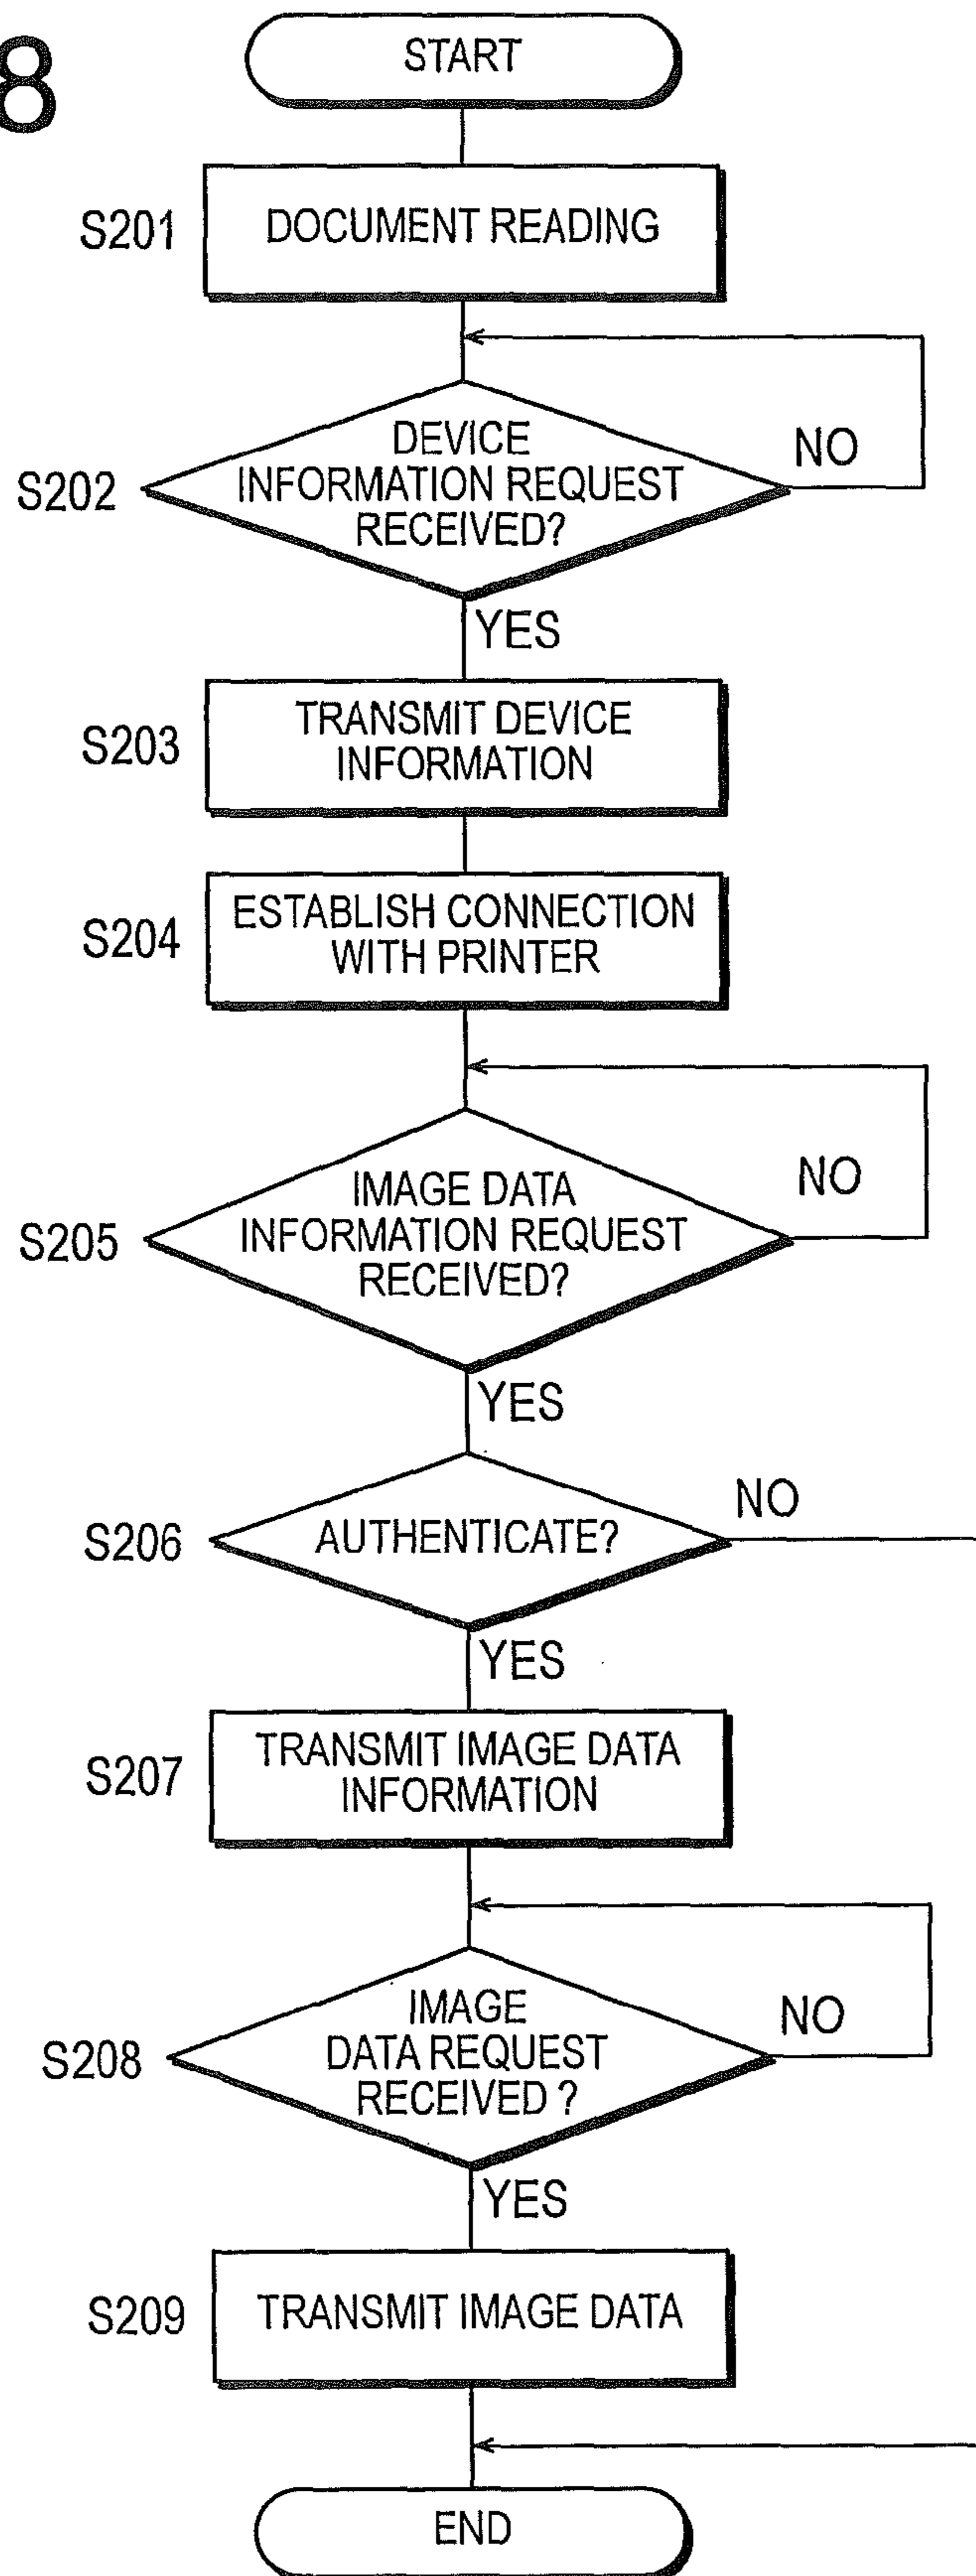 8
START
S201
DOCUMENT READING
S202
DEVICE
INFORMATION REQUEST
RECEIVED?
NO
YES
S203
TRANSMIT DEVICE
INFORMATION
S204
ESTABLISH CONNECTION
WITH PRINTER
S205
IMAGE DATA
INFORMATION REQUEST
RECEIVED?
NO
YES
S206
AUTHENTICATE?
NO
YES
S207
TRANSMIT IMAGE DATA
INFORMATION
S208
IMAGE
DATA REQUEST
RECEIVED ?
NO
YES
S209
TRANSMIT IMAGE DATA
END